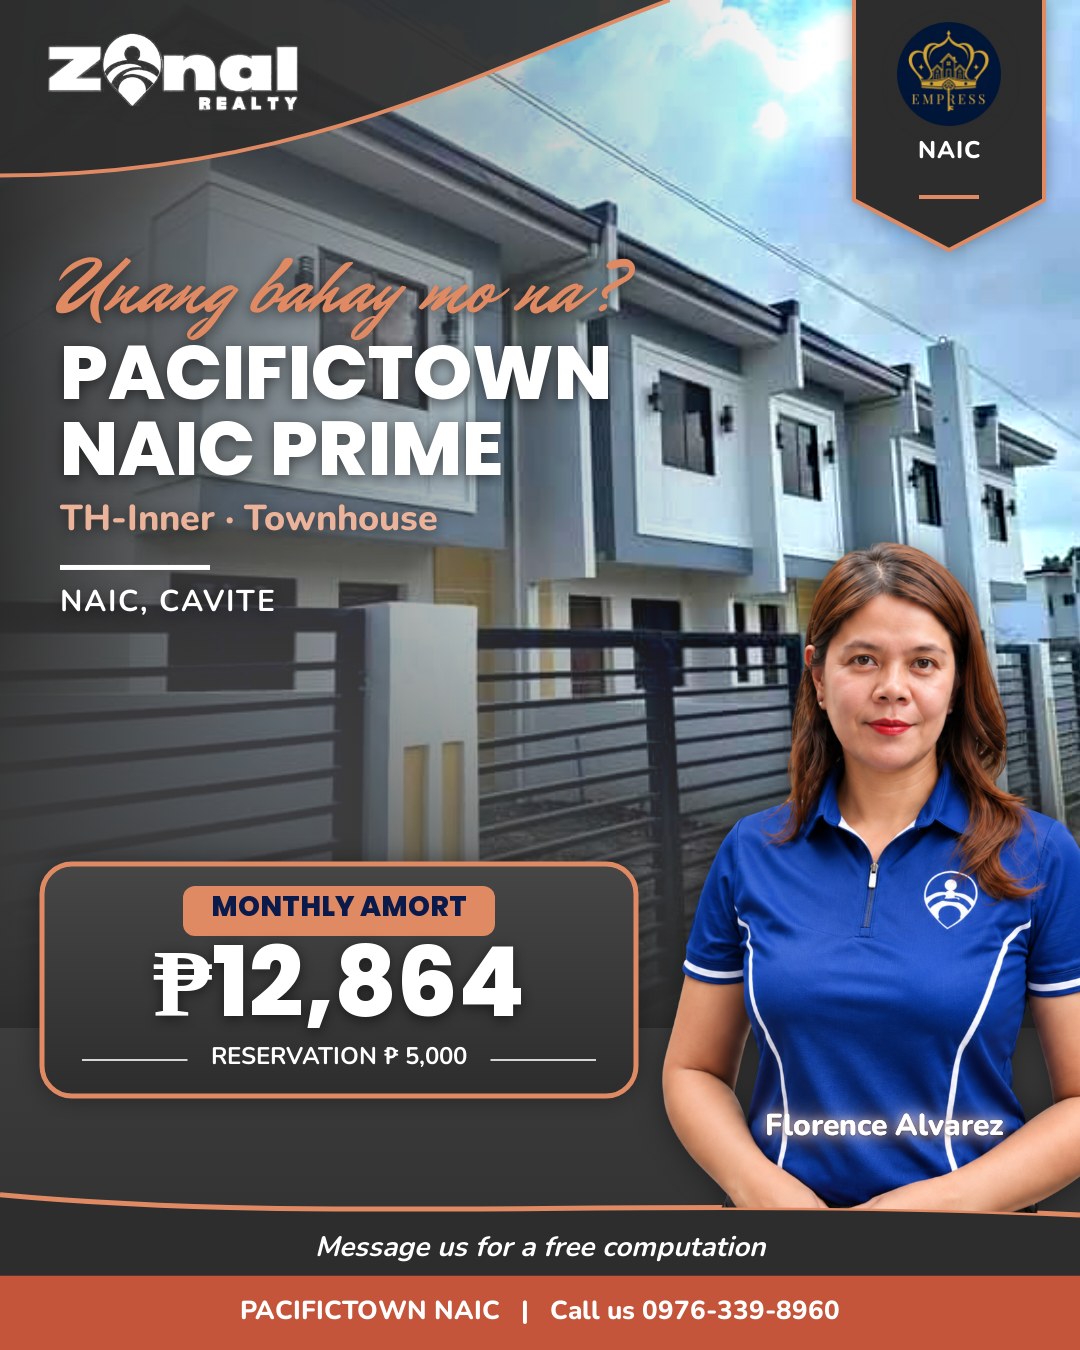 Zonal
REALTY
EMPRESS
NAIC
Unang bahay mo na?
PACIFICTOWN
NAIC PRIME
TH-Inner · Townhouse
NAIC, CAVITE
MONTHLY AMORT
₱12,864
RESERVATION ₱ 5,000
Florence Alvarez
Message us for a free computation
PACIFICTOWN NAIC | Call us 0976-339-8960